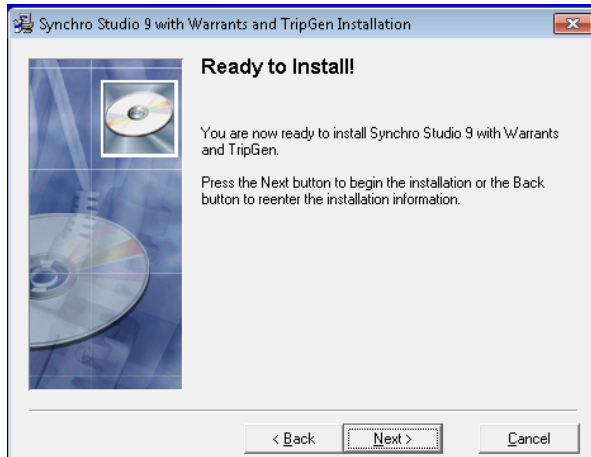 Synchro Studio 9 with Warrants and TripGen Installation
Ready to Install!
You are now ready to install Synchro Studio 9 with Warrants
and TripGen.
Press the Next button to begin the installation or the Back
button to reenter the installation information.
< Back
Next >
Cancel